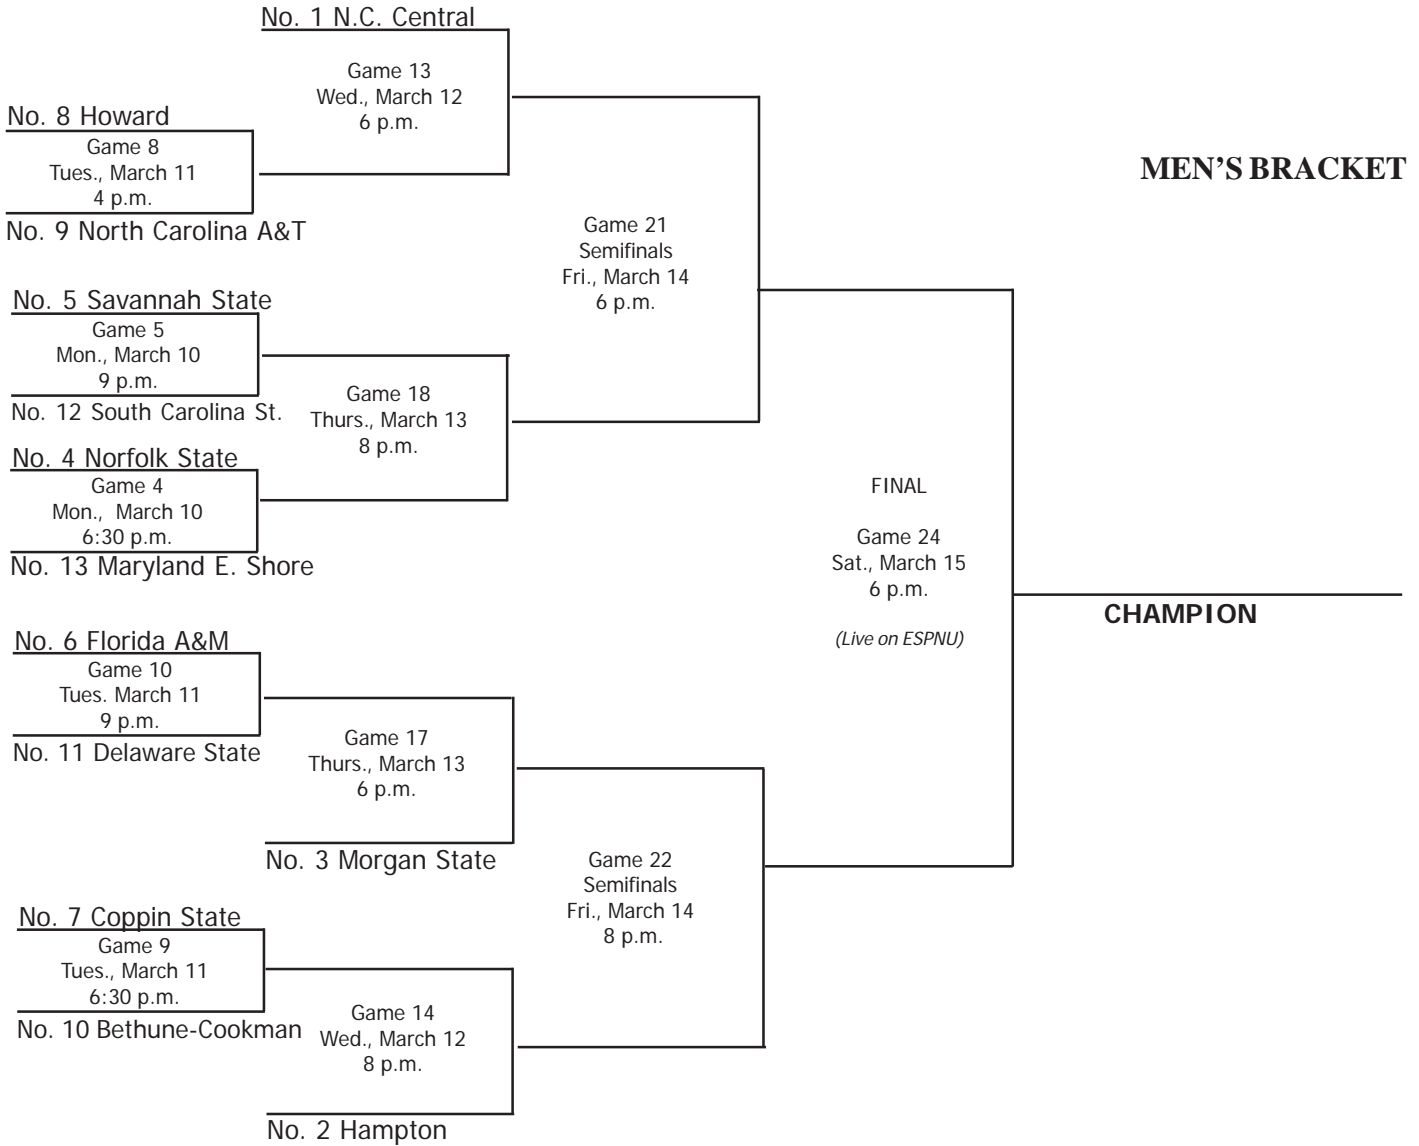 No. 1 N.C. Central
Game 13
Wed., March 12
6 p.m.
No. 8 Howard
Game 8
Tues., March 11
4 p.m.
No. 9 North Carolina A&T
MEN'S BRACKET
Game 21
Semifinals
Fri., March 14
6 p.m.
No. 5 Savannah State
Game 5
Mon., March 10
9 p.m.
No. 12 South Carolina St.
Game 18
Thurs., March 13
8 p.m.
No. 4 Norfolk State
Game 4
Mon., March 10
6:30 p.m.
No. 13 Maryland E. Shore
FINAL
Game 24
Sat., March 15
6 p.m.
(Live on ESPNU)
CHAMPION
No. 6 Florida A&M
Game 10
Tues. March 11
9 p.m.
No. 11 Delaware State
Game 17
Thurs., March 13
6 p.m.
No. 3 Morgan State
Game 22
Semifinals
Fri., March 14
8 p.m.
No. 7 Coppin State
Game 9
Tues., March 11
6:30 p.m.
No. 10 Bethune-Cookman
Game 14
Wed., March 12
8 p.m.
No. 2 Hampton